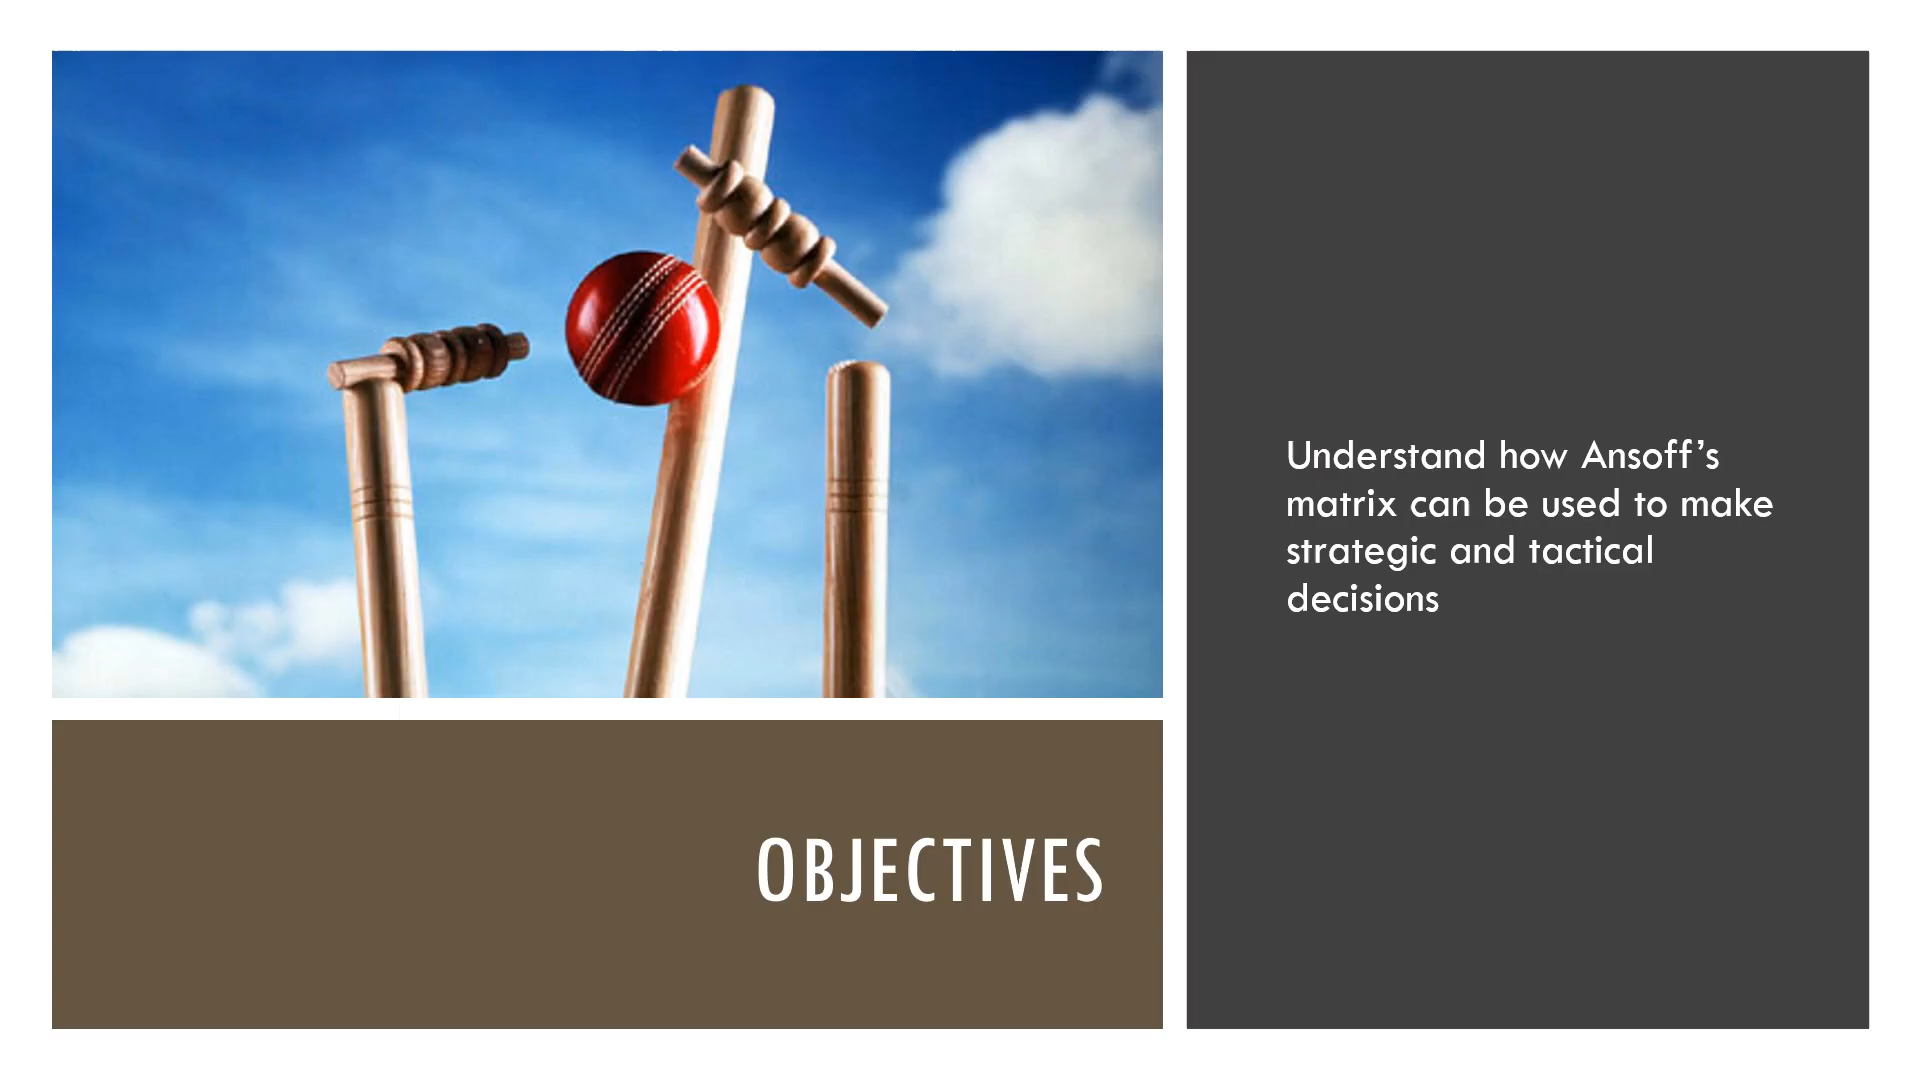 OBJECTIVES
Understand how Ansoff’s
matrix can be used to make
strategic and tactical
decisions